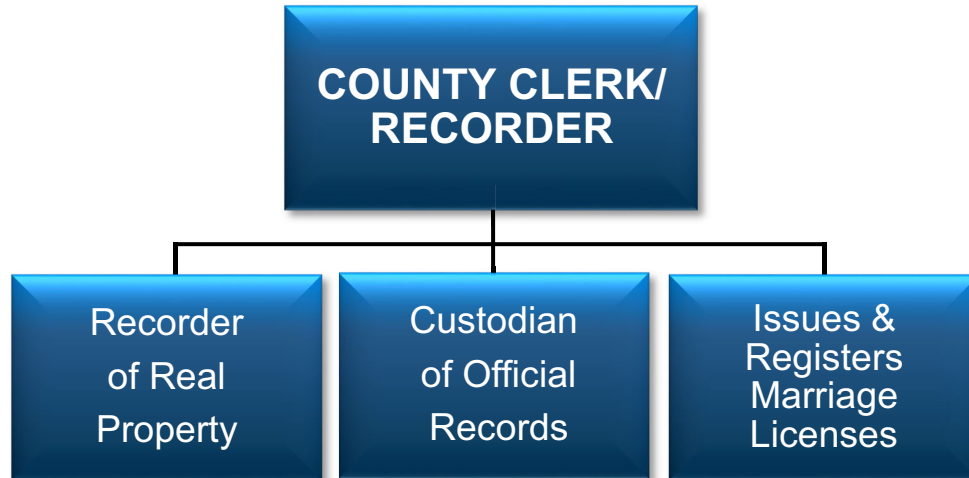 COUNTY CLERK/
RECORDER
Recorder
of Real
Property
Custodian
of Official
Records
Issues &
Registers
Marriage
Licenses